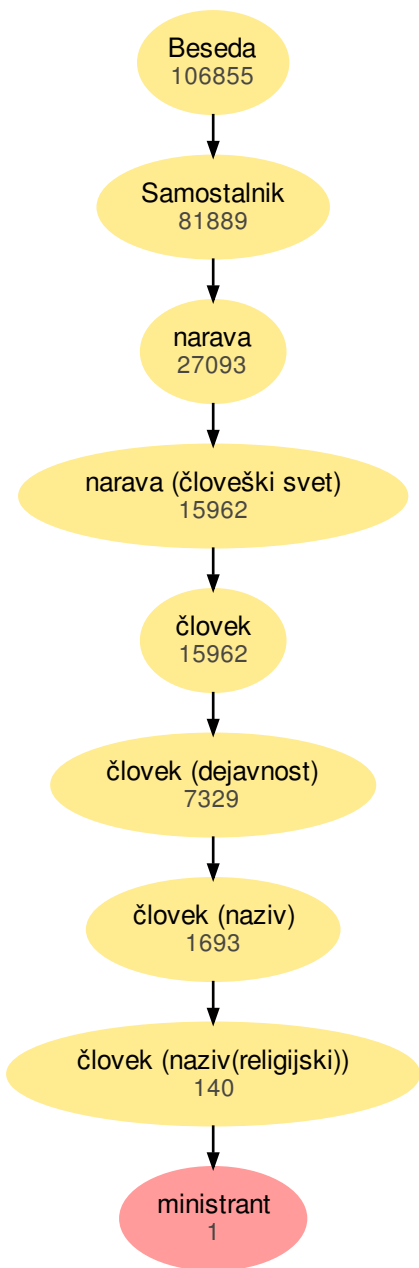 Beseda
106855
Samostalnik
81889
narava
27093
narava (človeški svet)
15962
človek
15962
človek (dejavnost)
7329
človek (naziv)
1693
človek (naziv(religijski))
140
ministrant
1